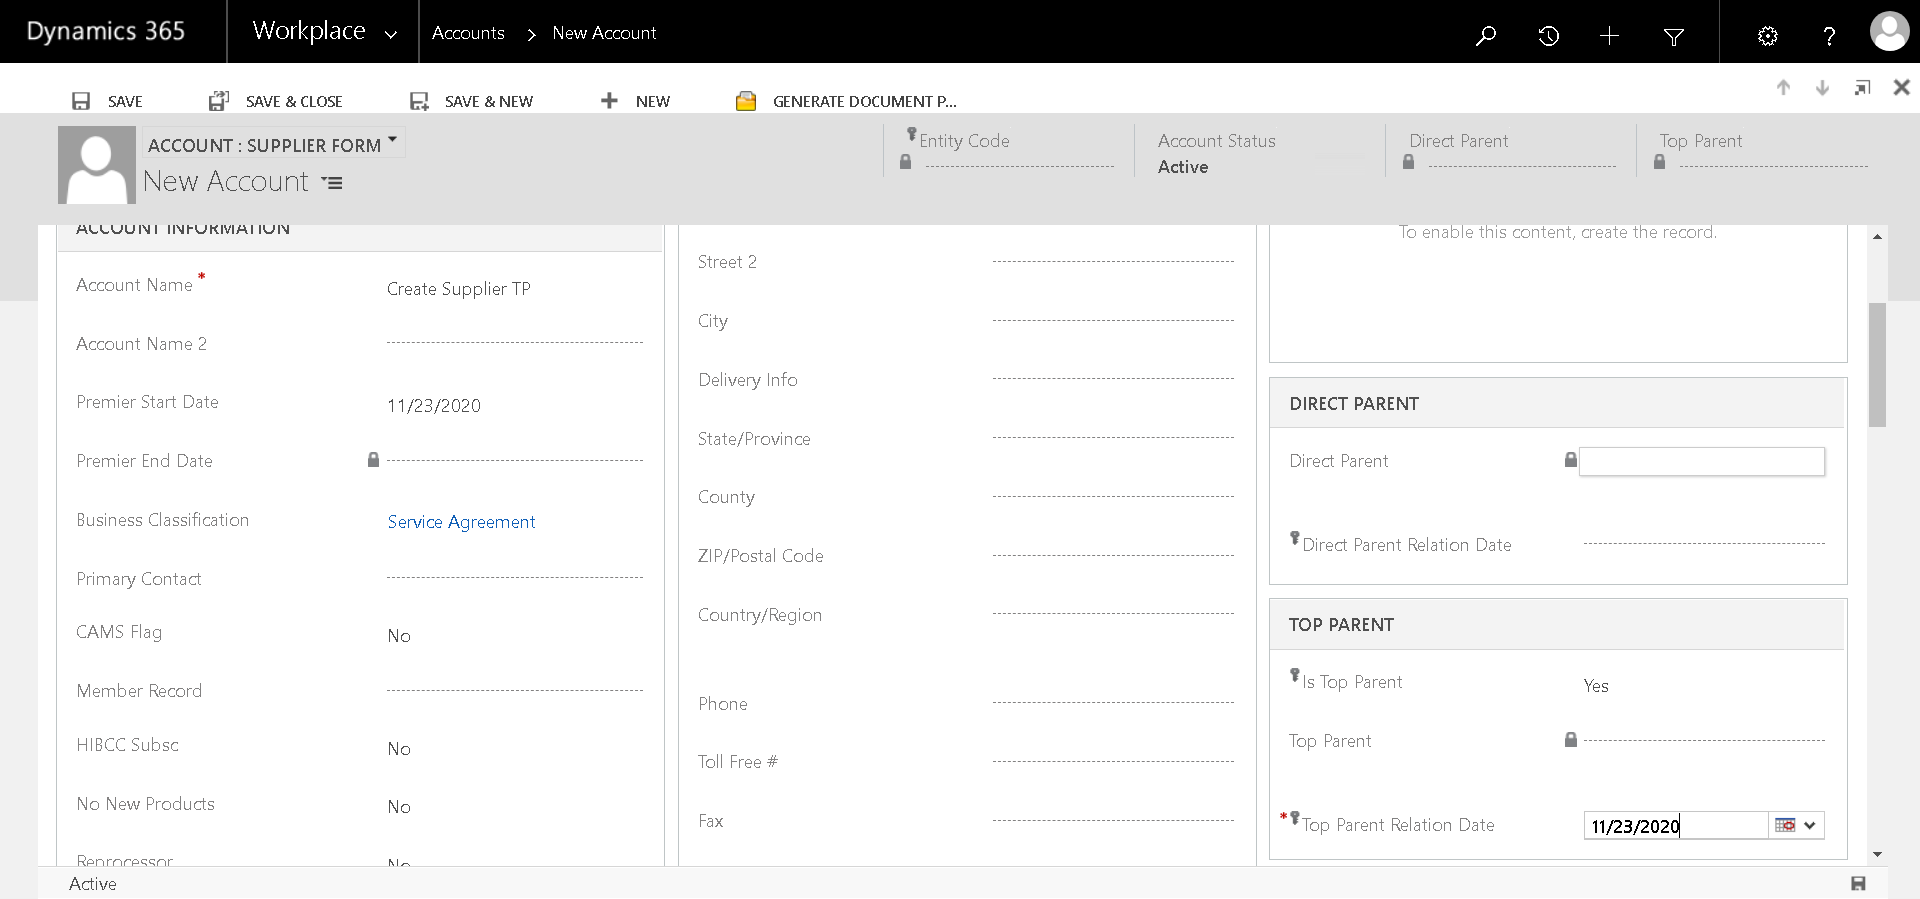 Dynamics 365
Workplace
Accounts > New Account
?
SAVE
SAVE & CLOSE
SAVE & NEW
NEW
GENERATE DOCUMENT P...
ACCOUNT : SUPPLIER FORM
New Account
Entity Code
Account Status
Active
Direct Parent
Top Parent
ACCOUNT INFORMATION
Account Name *
Create Supplier TP
Account Name 2
Premier Start Date
11/23/2020
Premier End Date
Business Classification
Service Agreement
Primary Contact
CAMS Flag
No
Member Record
HIBCC Subsc
No
No New Products
No
Reprocessor
No
Street 2
City
Delivery Info
State/Province
County
ZIP/Postal Code
Country/Region
Phone
Toll Free #
Fax
To enable this content, create the record.
DIRECT PARENT
Direct Parent
Direct Parent Relation Date
TOP PARENT
Is Top Parent
Yes
Top Parent
* Top Parent Relation Date
11/23/2020
Active